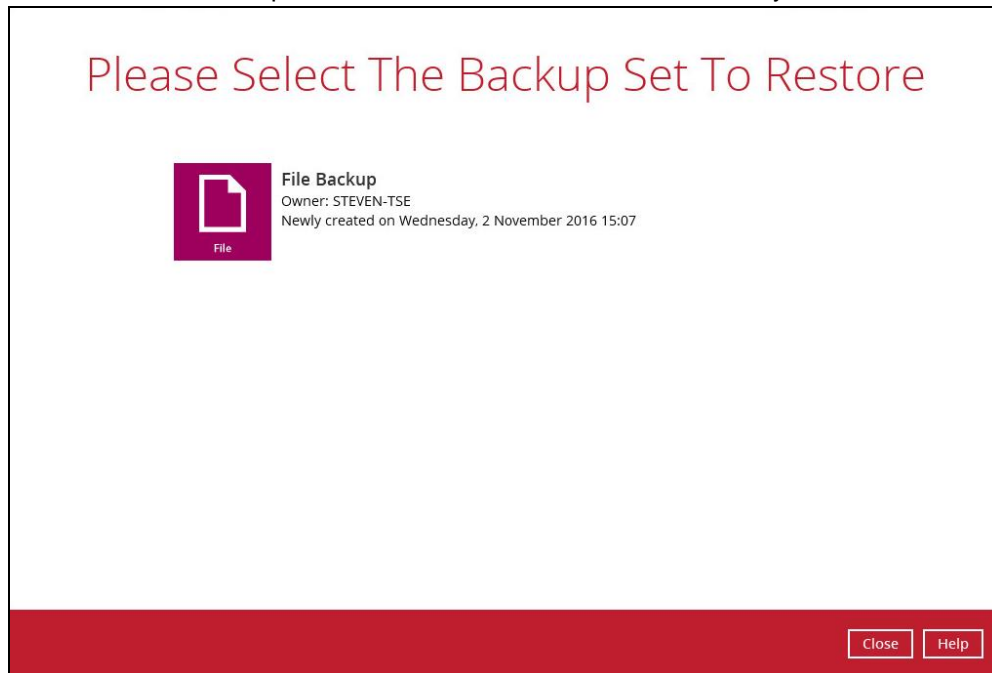 Please Select The Backup Set To Restore
File Backup
Owner: STEVEN-TSE
Newly created on Wednesday, 2 November 2016 15:07
File
Close Help